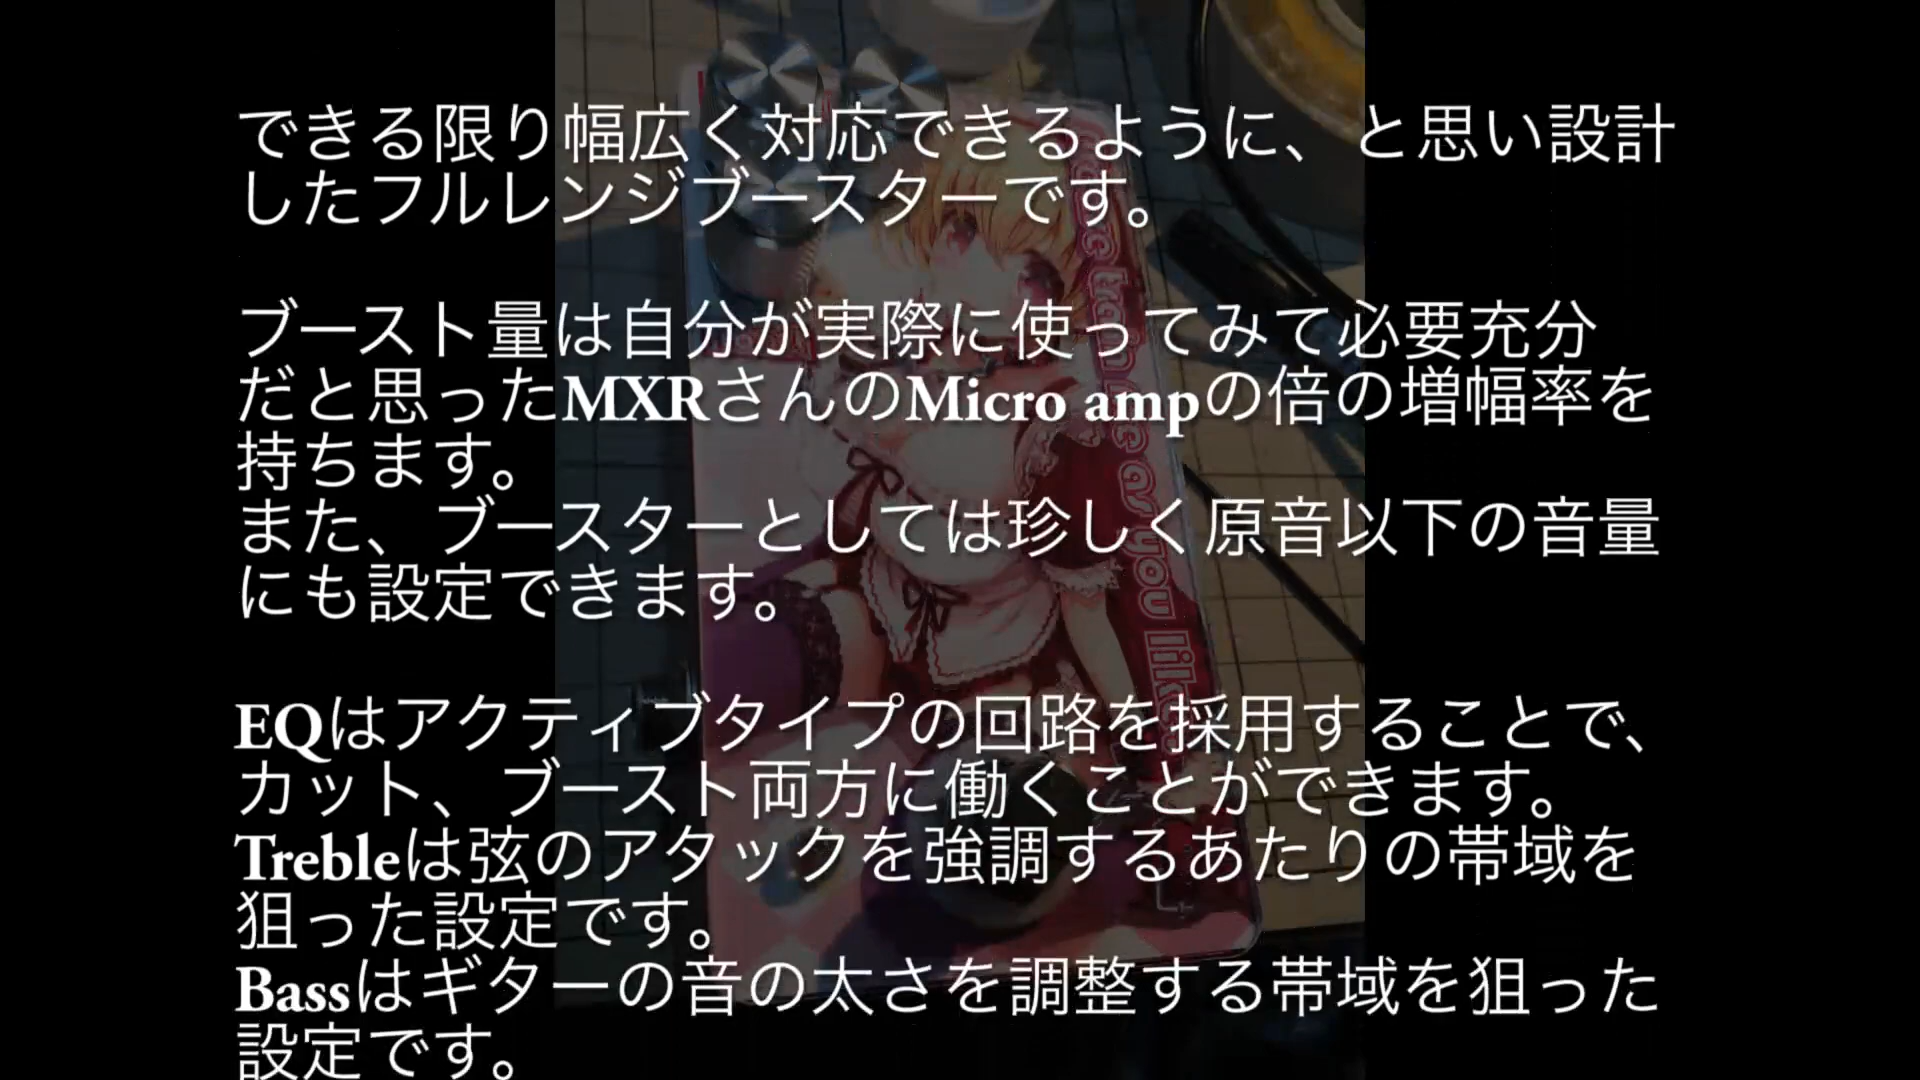 できる限り幅広く対応できるように、と思い設計
したフルレンジブースターです。
ブースト量は自分が実際に使ってみて必要充分
だと思ったMXRさんのMicro ampの倍の増幅率を
持ちます。
また、ブースターとしては珍しく原音以下の音量
にも設定できます。
EQはアクティブタイプの回路を採用することで、
カット、ブースト両方に働くことができます。
Trebleは弦のアタックを強調するあたりの帯域を
狙った設定です。
Bassはギターの音の太さを調整する帯域を狙った
設定です。
as you like